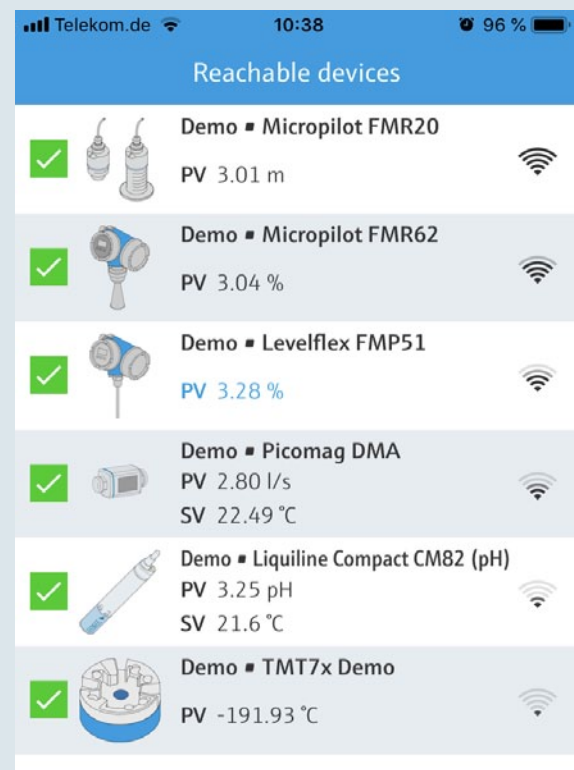 Telekom.de 10:38 96 %
Reachable devices
Demo ▪ Micropilot FMR20
PV 3.01 m
Demo ▪ Micropilot FMR62
PV 3.04 %
Demo ▪ Levelflex FMP51
PV 3.28 %
Demo ▪ Picomag DMA
PV 2.80 l/s
SV 22.49 °C
Demo ▪ Liquiline Compact CM82 (pH)
PV 3.25 pH
SV 21.6 °C
Demo ▪ TMT7x Demo
PV -191.93 °C